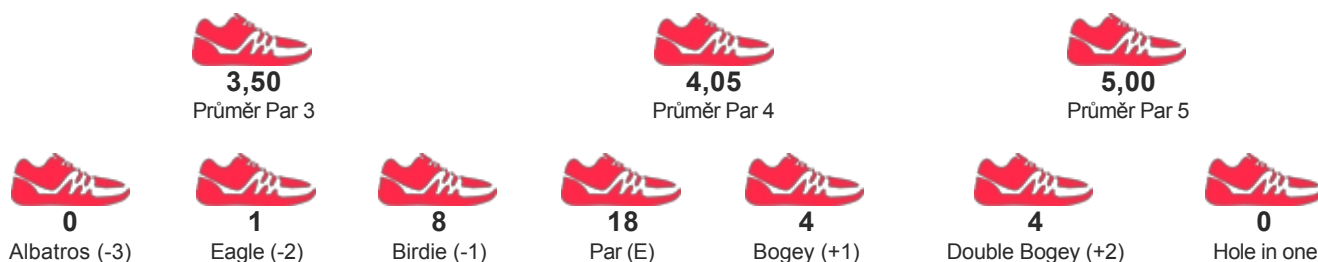 3,50 4,05 5,00
Průměr Par 3 Průměr Par 4 Průměr Par 5
0 1 8 18 4 4 0
Albatros (-3) Eagle (-2) Birdie (-1) Par (E) Bogey (+1) Double Bogey (+2) Hole in one